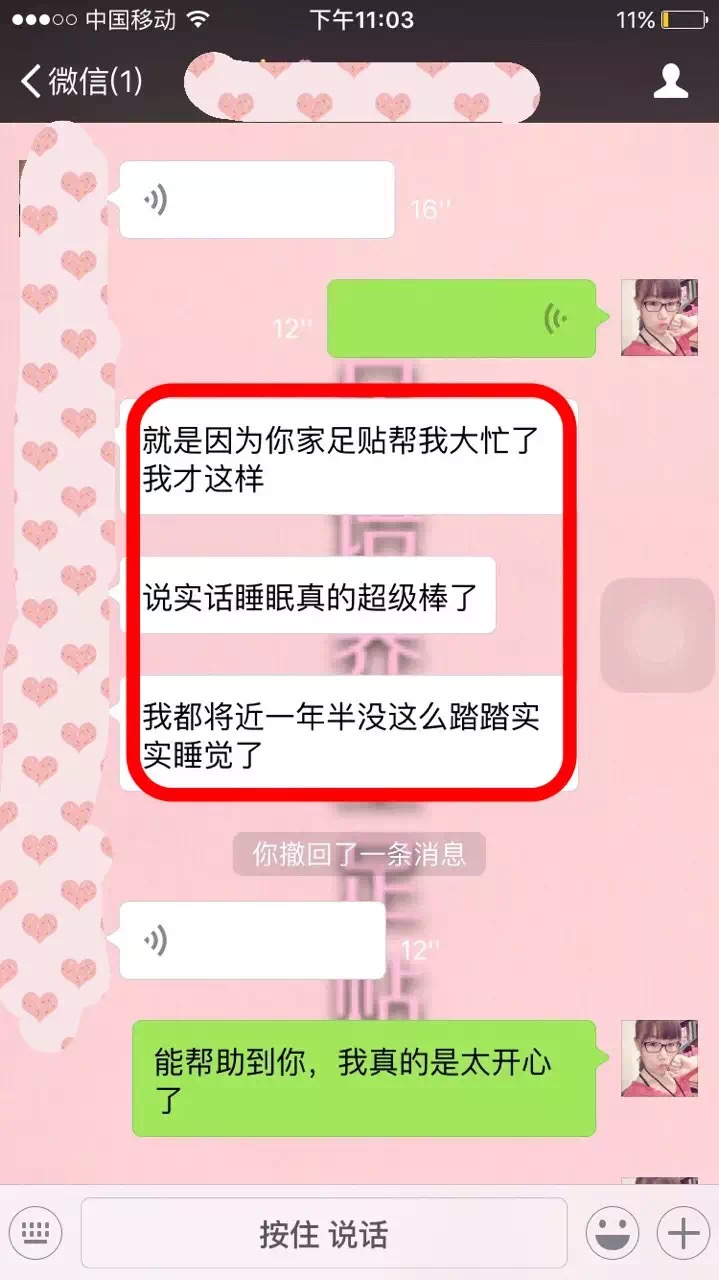 中国移动
下午11:03
11%
微信(1)
16''
12''
就是因为你家足贴帮我大忙了
我才这样
说实话睡眠真的超级棒了
我都将近一年半没这么踏踏实
实睡觉了
你撤回了一条消息
12''
能帮助到你，我真的是太开心
了
按住 说话